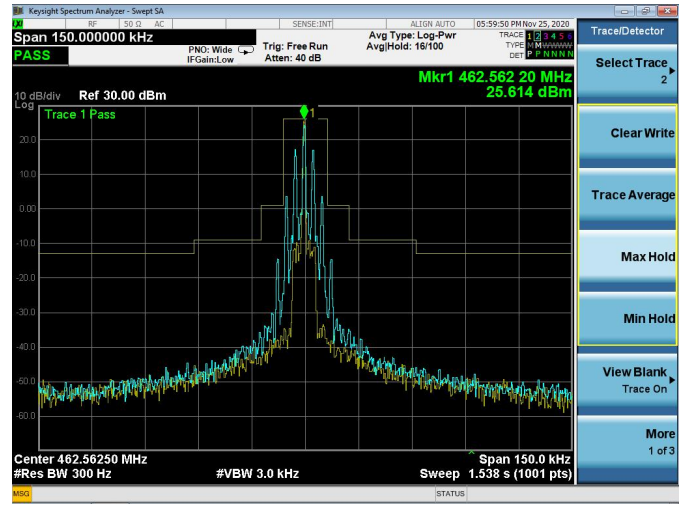 Keysight Spectrum Analyzer - Swept SA
RF 50 Ω AC SENSE:INT ALIGN AUTO 05:59:50 PM Nov 25, 2020
Span 150.000000 kHz
PASS
PNO: Wide
IFGain:Low
Trig: Free Run
Atten: 40 dB
Avg Type: Log-Pwr
Avg|Hold: 16/100
TRACE 1 2 3 4 5 6
TYPE M M W W W W
DET P P N N N N
Mkr1 462.562 20 MHz
25.614 dBm
10 dB/div Ref 30.00 dBm
Log
Trace 1 Pass
1
20.0
10.0
0.00
-10.0
-20.0
-30.0
-40.0
-50.0
-60.0
Center 462.56250 MHz
Span 150.0 kHz
#Res BW 300 Hz
#VBW 3.0 kHz
Sweep 1.538 s (1001 pts)
MSG
STATUS
Trace/Detector
Select Trace
2
Clear Write
Trace Average
Max Hold
Min Hold
View Blank
Trace On
More
1 of 3